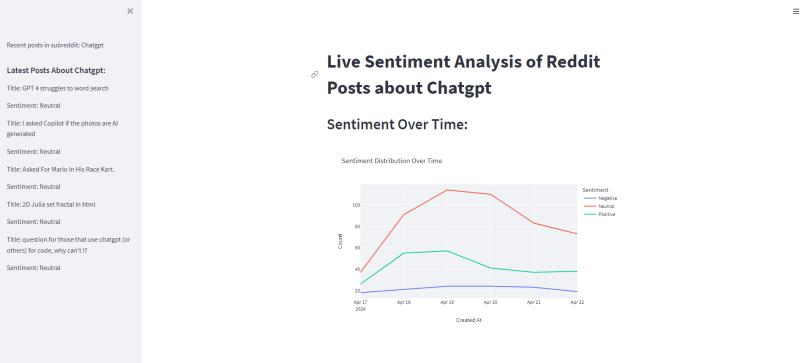 Recent posts in subreddit: Chatgpt
Latest Posts About Chatgpt:
Title: GPT 4 struggles to word search
Sentiment: Neutral
Title: I asked Copilot if the photos are AI
generated
Sentiment: Neutral
Title: Asked For Mario In His Race Kart.
Sentiment: Neutral
Title: 2D Julia set fractal in html
Sentiment: Neutral
Title: question for those that use chatgpt (or
others) for code, why can't I?
Sentiment: Neutral
Live Sentiment Analysis of Reddit
Posts about Chatgpt
Sentiment Over Time:
Sentiment Distribution Over Time
Sentiment
Negative
Neutral
Positive
Count
100
80
60
40
20
Apr 17
2024
Apr 18
Apr 19
Apr 20
Apr 21
Apr 22
Created At